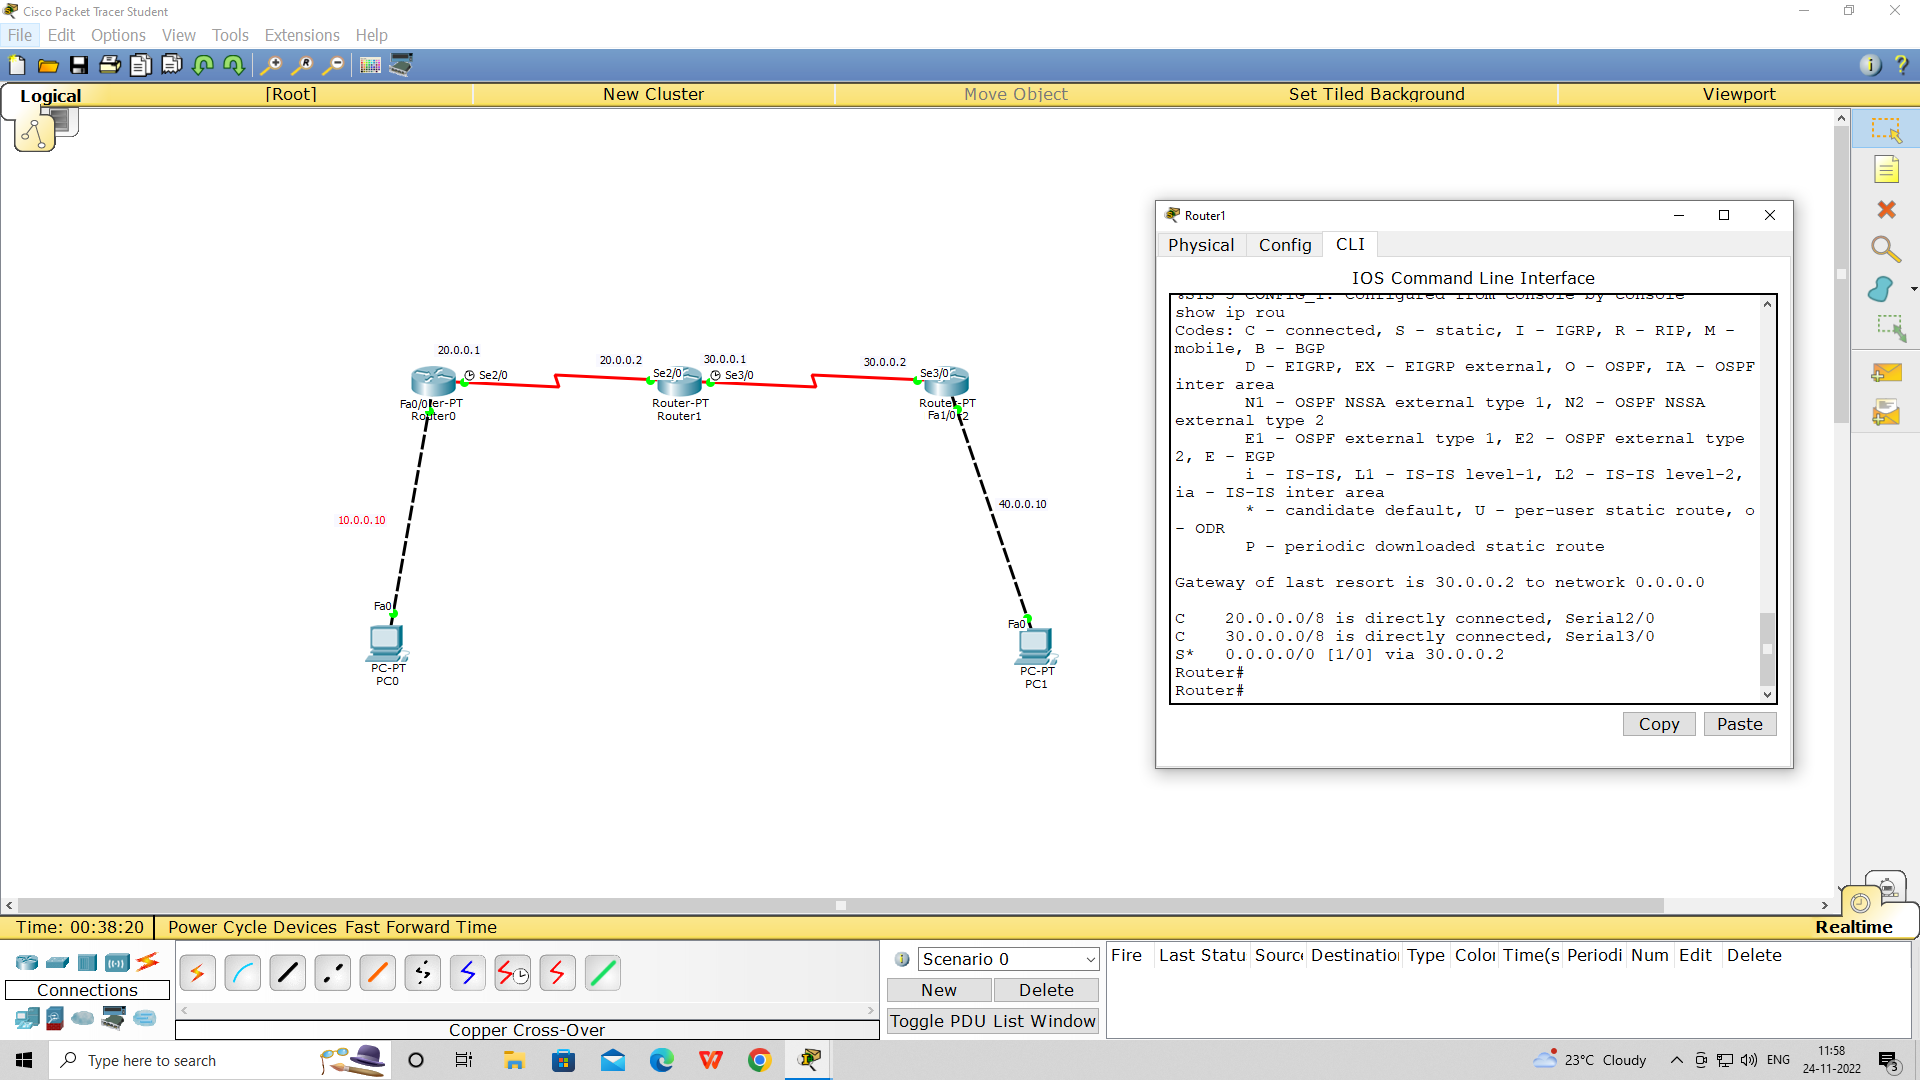 Cisco Packet Tracer Student
File Edit Options View Tools Extensions Help
Logical [Root] New Cluster Move Object Set Tiled Background Viewport
20.0.0.1
Se2/0
Fa0/0
Router0
20.0.0.2
Se2/0
30.0.0.1
Se3/0
Router-PT
Router1
30.0.0.2
Se3/0
Router-PT
Fa1/0
10.0.0.10
40.0.0.10
Fa0
PC-PT
PC0
Fa0
PC-PT
PC1
Router1
Physical Config CLI
IOS Command Line Interface
%SYS-5-CONFIG_I: Configured from console by console
show ip rou
Codes: C - connected, S - static, I - IGRP, R - RIP, M -
mobile, B - BGP
D - EIGRP, EX - EIGRP external, O - OSPF, IA - OSPF
inter area
N1 - OSPF NSSA external type 1, N2 - OSPF NSSA
external type 2
E1 - OSPF external type 1, E2 - OSPF external type
2, E - EGP
i - IS-IS, L1 - IS-IS level-1, L2 - IS-IS level-2,
ia - IS-IS inter area
* - candidate default, U - per-user static route, o
- ODR
P - periodic downloaded static route
Gateway of last resort is 30.0.0.2 to network 0.0.0.0
C 20.0.0.0/8 is directly connected, Serial2/0
C 30.0.0.0/8 is directly connected, Serial3/0
S* 0.0.0.0/0 [1/0] via 30.0.0.2
Router#
Router#
Copy Paste
Time: 00:38:20 Power Cycle Devices Fast Forward Time Realtime
Connections
Copper Cross-Over
Scenario 0
New Delete
Toggle PDU List Window
Fire Last Statu Source Destination Type Color Time(s Periodi Num Edit Delete
Type here to search
23°C Cloudy
ENG
11:58
24-11-2022
3